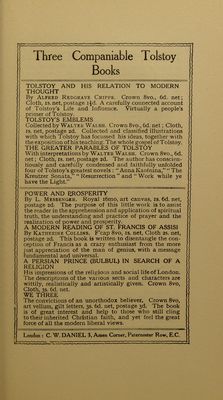 Three Companiable Tolstoy
Books
TOLSTOY AND HIS RELATION TO MODERN
THOUGHT
By ALFRED REDGRAVE CRIPPS. Crown 8vo, 6d. net;
Cloth, 1s. net, postage 1½d. A carefully connected account
of Tolstoy's Life and Influence. Virtually a people's
primer of Tolstoy.
TOLSTOY'S EMBLEMS
Collected by WALTER WALSH. Crown 8vo., 6d. net; Cloth,
1s. net, postage 2d. Collected and classified illustrations
with which Tolstoy has focussed his ideas, together with
the exposition of his teaching. The whole gospel of Tolstoy.
THE GREATER PARABLES OF TOLSTOY
With interpretations by WALTER WALSH. Crown 8vo, 6d.
net; Cloth, 1s. net, postage 2d. The author has conscien-
tiously and carefully condensed and faithfully unfolded
four of Tolstoy's greatest novels: "Anna Karénina," "The
Kreutzer Sonata," "Resurrection" and "Work while ye
have the Light."
POWER AND PROSPERITY
By L. MESSENGER. Royal 16mo, art canvas, 1s. 6d. net,
postage 2d. The purpose of this little work is to assist
the reader in the apprehension and application of spiritual
truth, the understanding and practice of prayer and the
realization of unbounded prosperity.
A MODERN READING OF ST. FRANCIS OF ASSISI
By KATHERINE COLLINS. Fcap 8vo, 1s. net, Cloth 2s. net,
postage 2d. This book is written to disentangle the con-
ception of Francis as a crazy enthusiast from the more
just appreciation of the man of genius, with a message
fundamental and universal.
A PERSIAN PRINCE (BULBUL) IN SEARCH OF A
RELIGION
His impressions of the religious and social life of London.
The descriptions of the various sects and characters are
wittily, realistically and artistically given. Crown 8vo,
Cloth, 3s. 6d. net.
WE THREE
The convictions of an unorthodox believer. Crown 8vo,
art vellum, gilt letters, 3s. 6d. net, postage 3d. The book
is of great interest and help to those who still cling
to their inherited Christian faith, and yet feel the great
force of all the modern liberal views.
London: C. W. DANIEL, 3, Amen Corner, Paternoster Row, E.C.